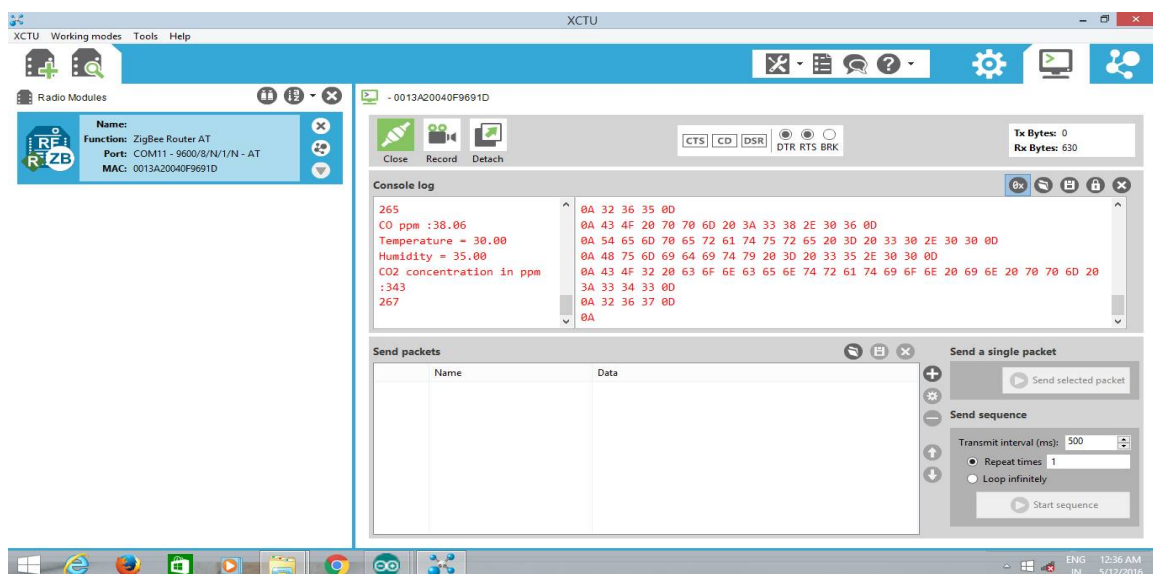 XCTU
XCTU Working modes Tools Help
Radio Modules
- 0013A20040F9691D
RF
R ZB
Name:
Function: ZigBee Router AT
Port: COM11 - 9600/8/N/1/N - AT
MAC: 0013A20040F9691D
Close Record Detach
CTS CD DSR DTR RTS BRK
Tx Bytes: 0
Rx Bytes: 630
Console log
0x
265
CO ppm :38.06
Temperature = 30.00
Humidity = 35.00
CO2 concentration in ppm
:343
267
0A 32 36 35 0D
0A 43 4F 20 70 70 6D 20 3A 33 38 2E 30 36 0D
0A 54 65 6D 70 65 72 61 74 75 72 65 20 3D 20 33 30 2E 30 30 0D
0A 48 75 6D 69 64 69 74 79 20 3D 20 33 35 2E 30 30 0D
0A 43 4F 32 20 63 6F 6E 63 65 6E 74 72 61 74 69 6F 6E 20 69 6E 20 70 70 6D 20
3A 33 34 33 0D
0A 32 36 37 0D
0A
Send packets
Name Data
Send a single packet
Send selected packet
Send sequence
Transmit interval (ms): 500
Repeat times 1
Loop infinitely
Start sequence
ENG 12:36 AM
IN 5/12/2016